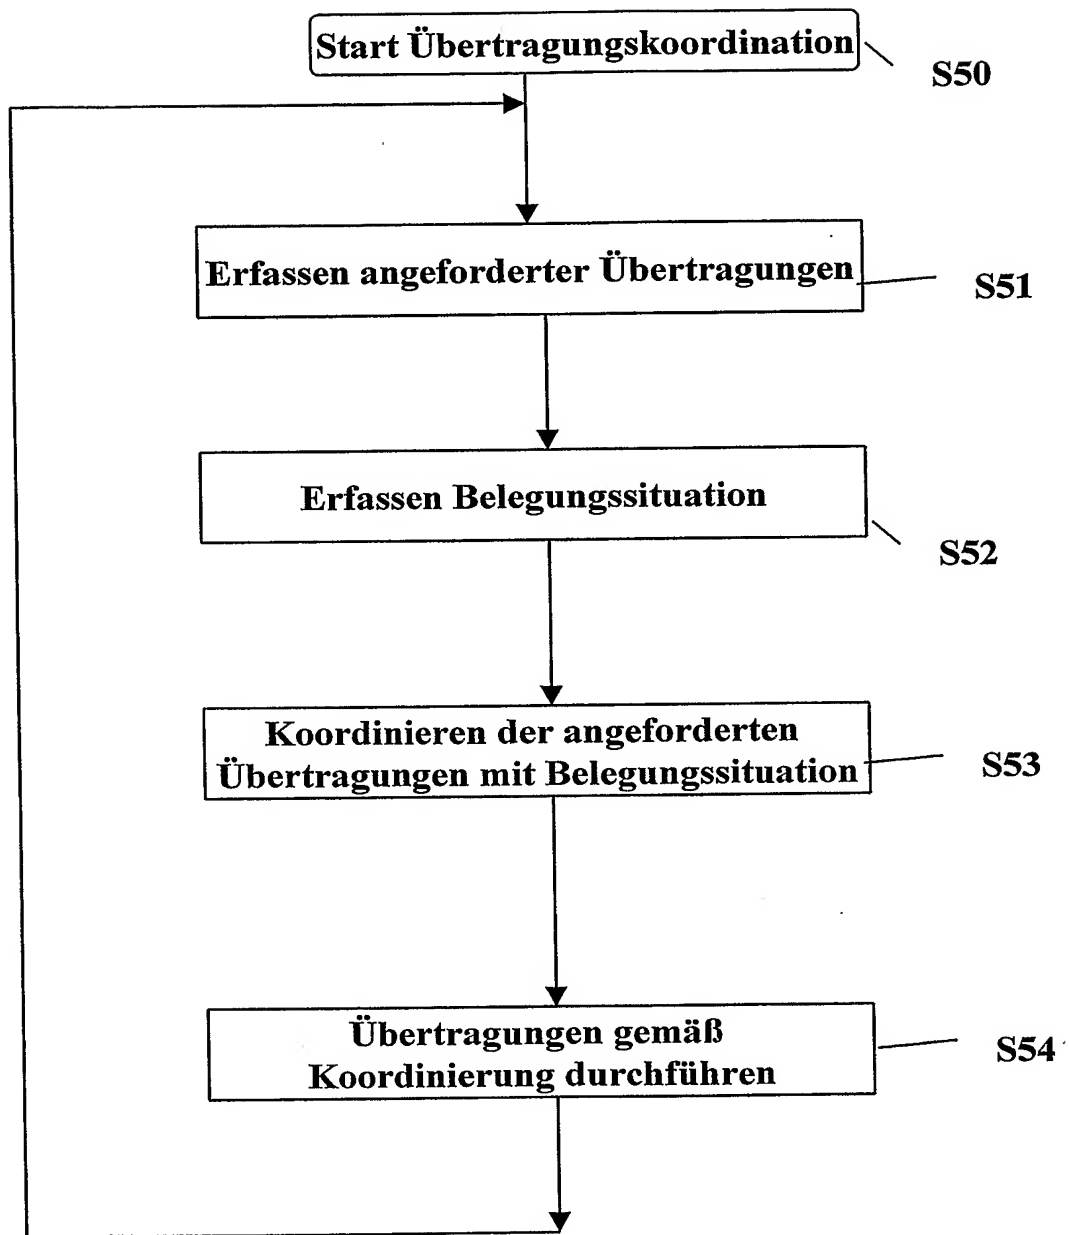 Start Übertragungskoordination
S50
Erfassen angeforderter Übertragungen
S51
Erfassen Belegungssituation
S52
Koordinieren der angeforderten
Übertragungen mit Belegungssituation
S53
Übertragungen gemäß
Koordinierung durchführen
S54